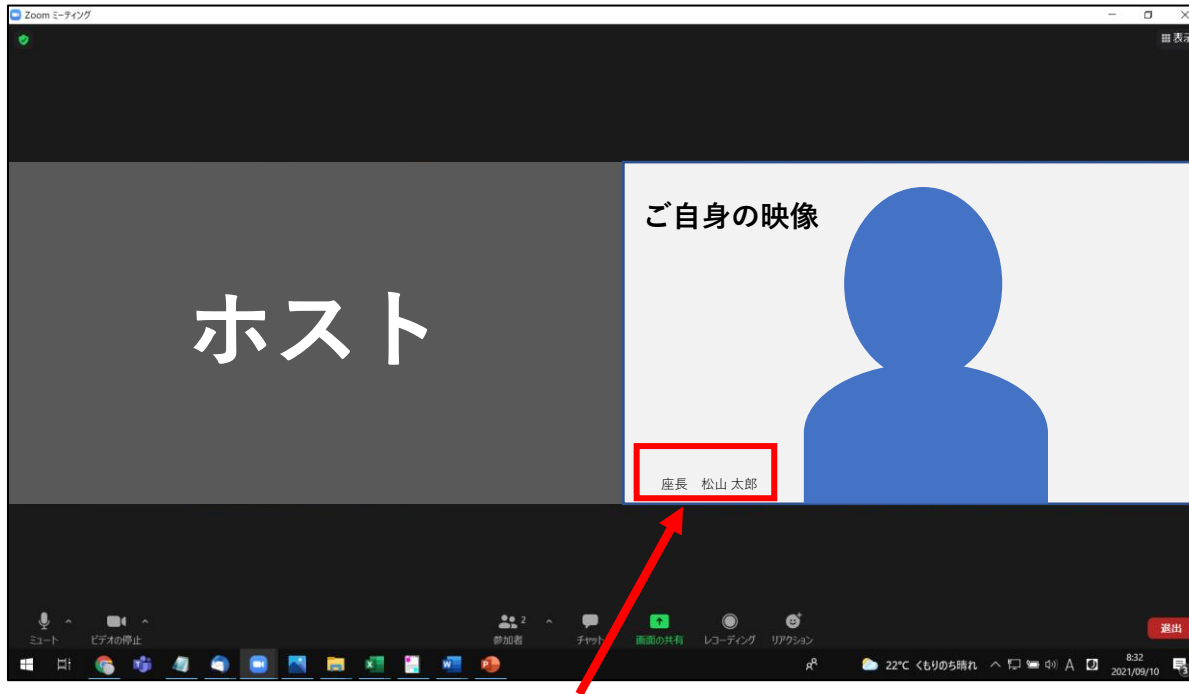 Zoom ミーティング
表示
ご自身の映像
ホスト
座長　松山 太郎
2
ミュート
ビデオの停止
参加者
チャット
画面の共有
レコーディング
リアクション
退出
22°C くもりのち晴れ
A
8:32
2021/09/10
3